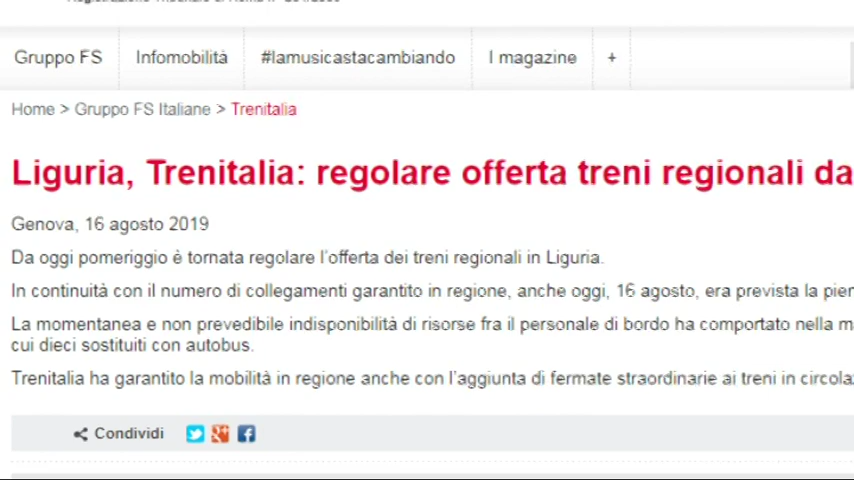 Gruppo FS Infomobilità #lamusicastacambiando I magazine +
Home > Gruppo FS Italiane > Trenitalia
Liguria, Trenitalia: regolare offerta treni regionali da
Genova, 16 agosto 2019
Da oggi pomeriggio è tornata regolare l'offerta dei treni regionali in Liguria.
In continuità con il numero di collegamenti garantito in regione, anche oggi, 16 agosto, era prevista la
La momentanea e non prevedibile indisponibilità di risorse fra il personale di bordo ha comportato nella
cui dieci sostituiti con autobus.
Trenitalia ha garantito la mobilità in regione anche con l'aggiunta di fermate straordinarie ai treni in
Condividi